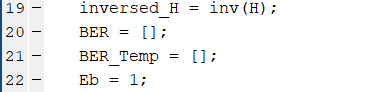 19 - inversed_H = inv(H);
20 - BER = [];
21 - BER_Temp = [];
22 - Eb = 1;